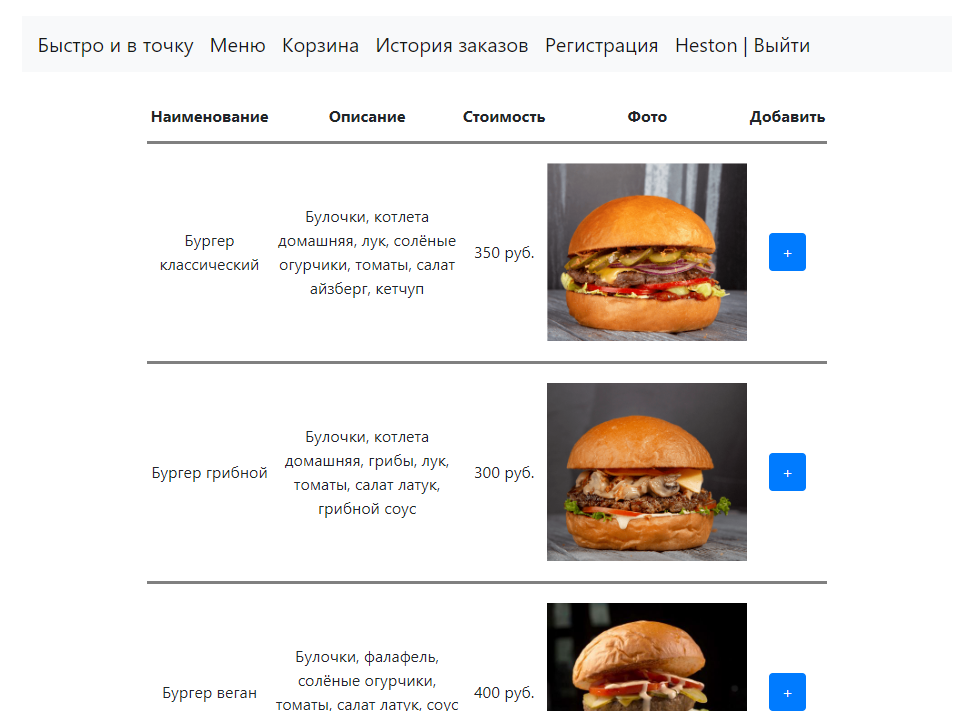 Быстро и в точку Меню Корзина История заказов Регистрация Heston | Выйти
Наименование Описание Стоимость Фото Добавить
Булочки, котлета
домашняя, лук, солёные
огурчики, томаты, салат
айзберг, кетчуп
Бургер
классический
350 руб.
+
Булочки, котлета
домашняя, грибы, лук,
томаты, салат латук,
грибной соус
Бургер грибной
300 руб.
+
Булочки, фалафель,
солёные огурчики,
томаты, салат латук, соус
Бургер веган
400 руб.
+